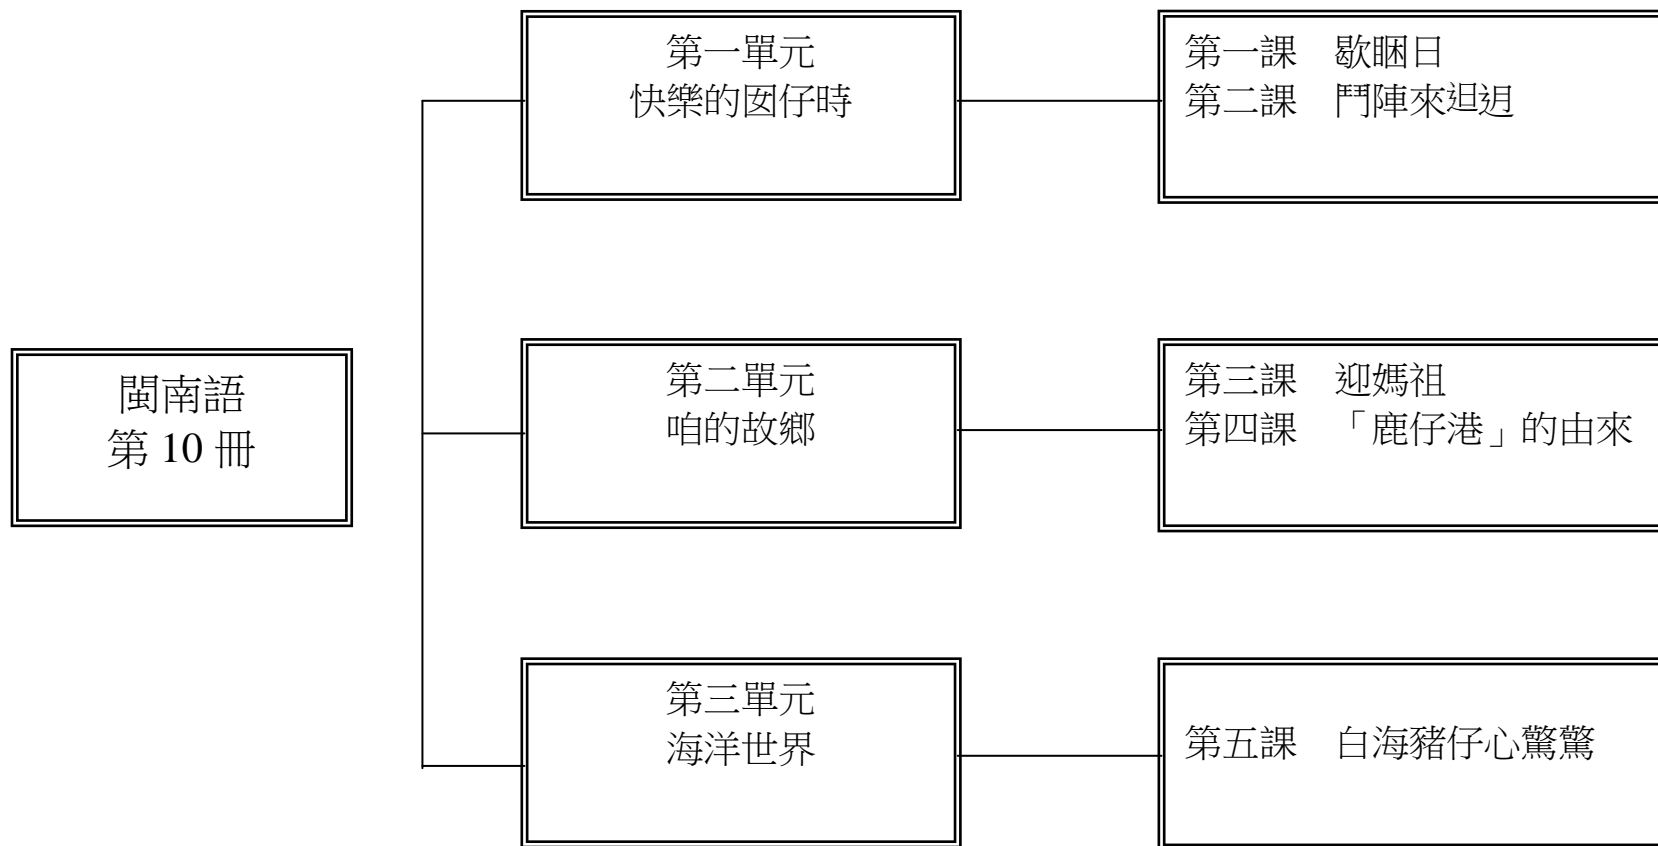 閩南語
第 10 冊
第一單元
快樂的囡仔時
第一課　歇睏日
第二課　鬥陣來𨑨迌
第二單元
咱的故鄉
第三課　迎媽祖
第四課　「鹿仔港」的由來
第三單元
海洋世界
第五課　白海豬仔心驚驚